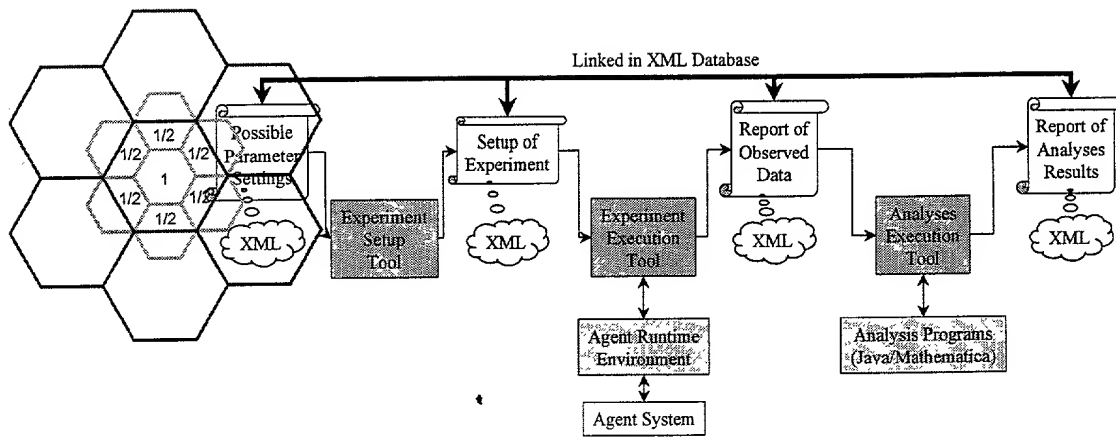 Linked in XML Database
Possible
Parameter
Settings
XML
1/2
1/2
1/2
1
1/2
1/2
1/2
Experiment
Setup
Tool
Setup of
Experiment
XML
Experiment
Execution
Tool
Agent Runtime
Environment
Agent System
Report of
Observed
Data
XML
Analyses
Execution
Tool
Analysis Programs
(Java/Mathematica)
Report of
Analyses
Results
XML